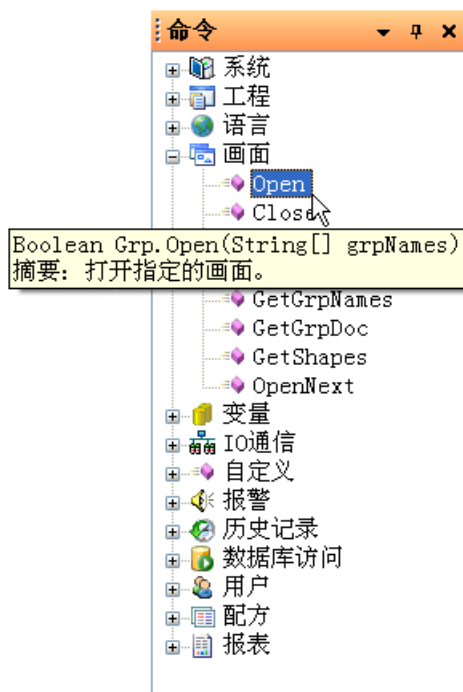 命令
系统
工程
语言
画面
Open
Close
Boolean Grp.Open(String[] grpNames)
摘要: 打开指定的画面。
GetGrpNames
GetGrpDoc
GetShapes
OpenNext
变量
IO通信
自定义
报警
历史记录
数据库访问
用户
配方
报表